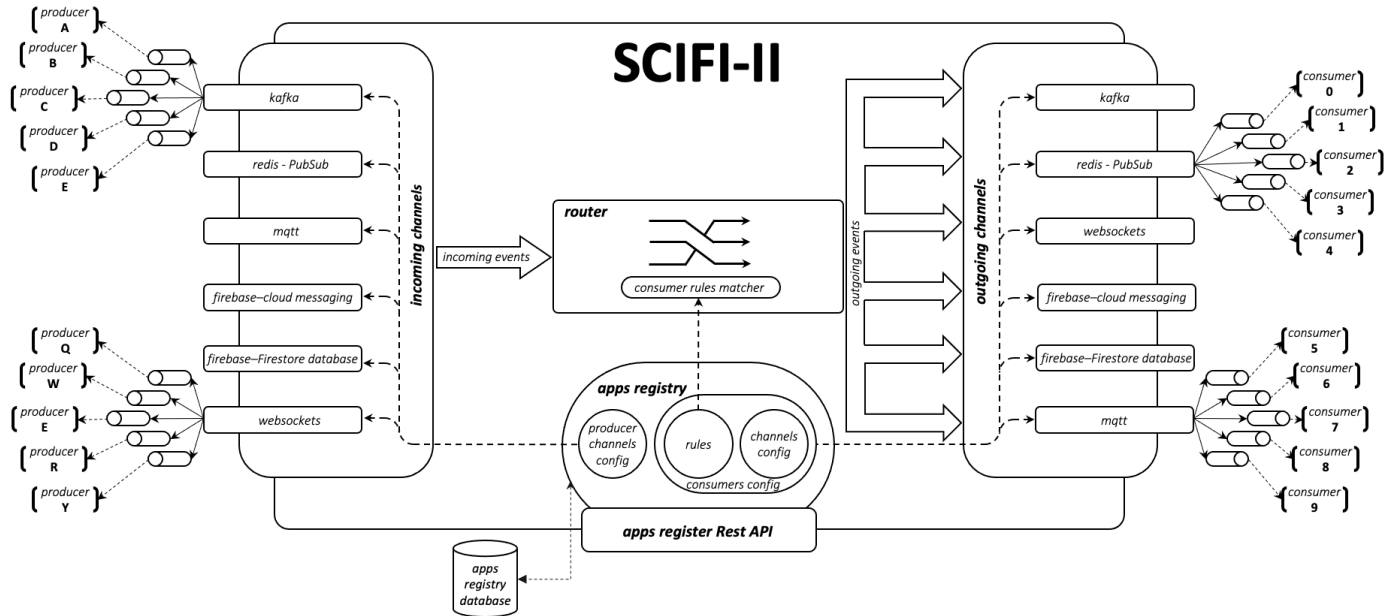 SCIFI-II
producer
A
producer
B
producer
C
producer
D
producer
E
producer
Q
producer
W
producer
E
producer
R
producer
Y
kafka
redis - PubSub
mqtt
firebase–cloud messaging
firebase–Firestore database
websockets
incoming channels
incoming events
router
consumer rules matcher
apps registry
producer
channels
config
rules
channels
config
consumers config
apps register Rest API
apps
registry
database
outgoing events
outgoing channels
kafka
redis - PubSub
websockets
firebase–cloud messaging
firebase–Firestore database
mqtt
consumer
0
consumer
1
consumer
2
consumer
3
consumer
4
consumer
5
consumer
6
consumer
7
consumer
8
consumer
9